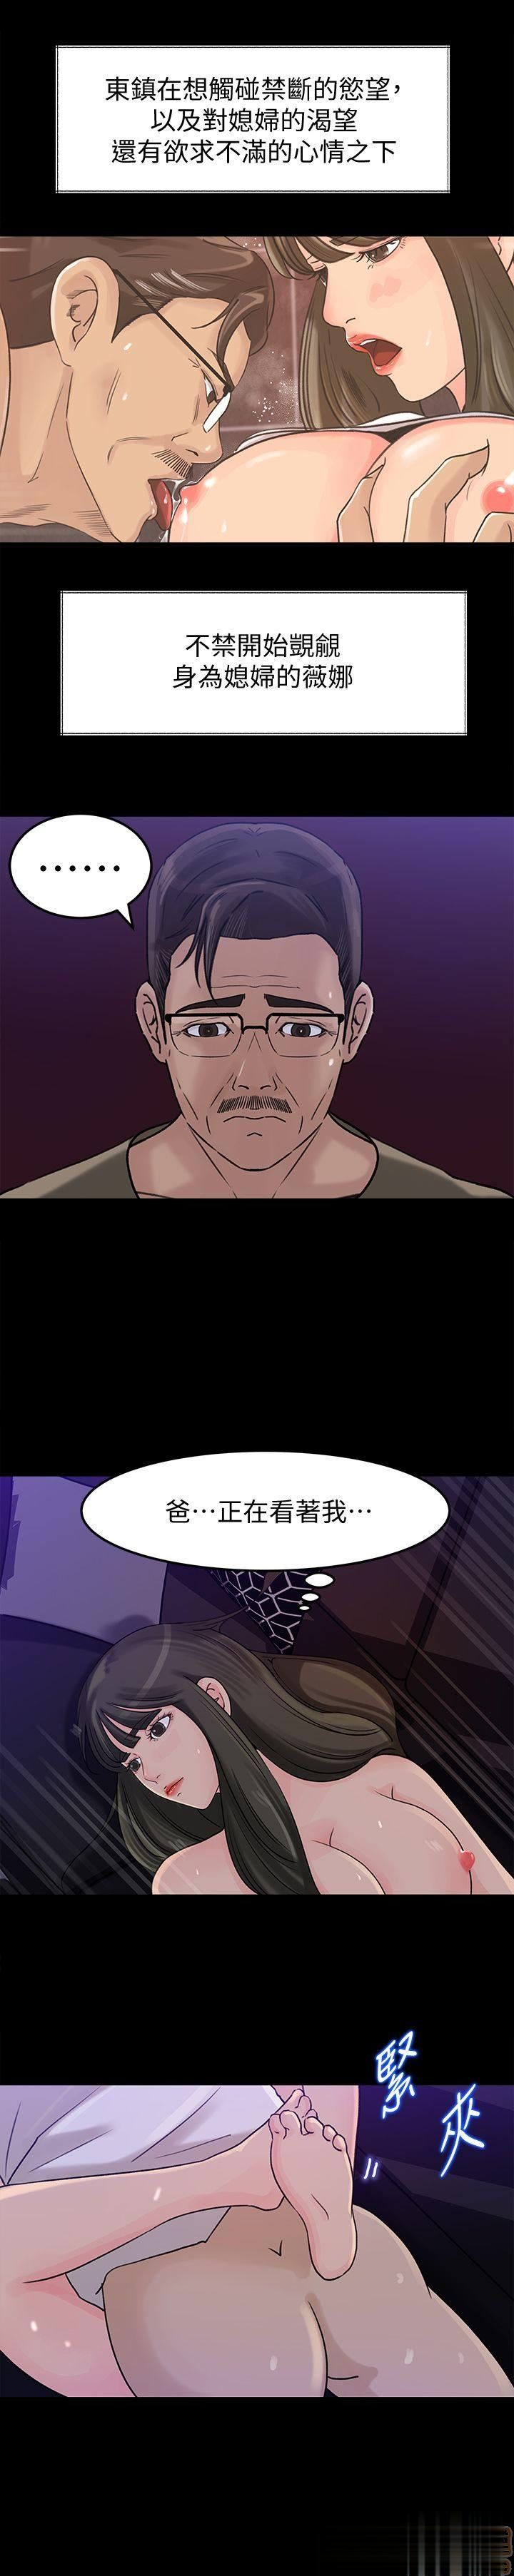 東鎮在想觸碰禁斷的慾望，
以及對媳婦的渴望
還有欲求不滿的心情之下
不禁開始覬覦
身為媳婦的薇娜
······
爸…正在看著我…
緊
夾